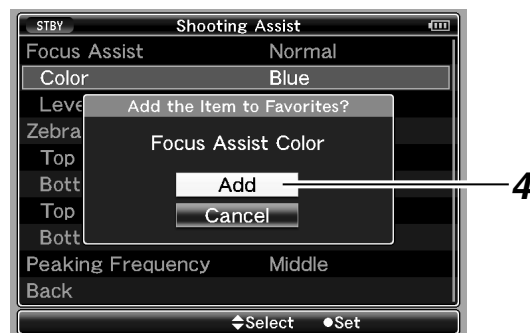 STBY Shooting Assist
Focus Assist Normal
Color Blue
Leve
Add the Item to Favorites?
Zebra
Focus Assist Color
Top
Bott
Add 4
Top
Cancel
Bott
Peaking Frequency Middle
Back
Select Set